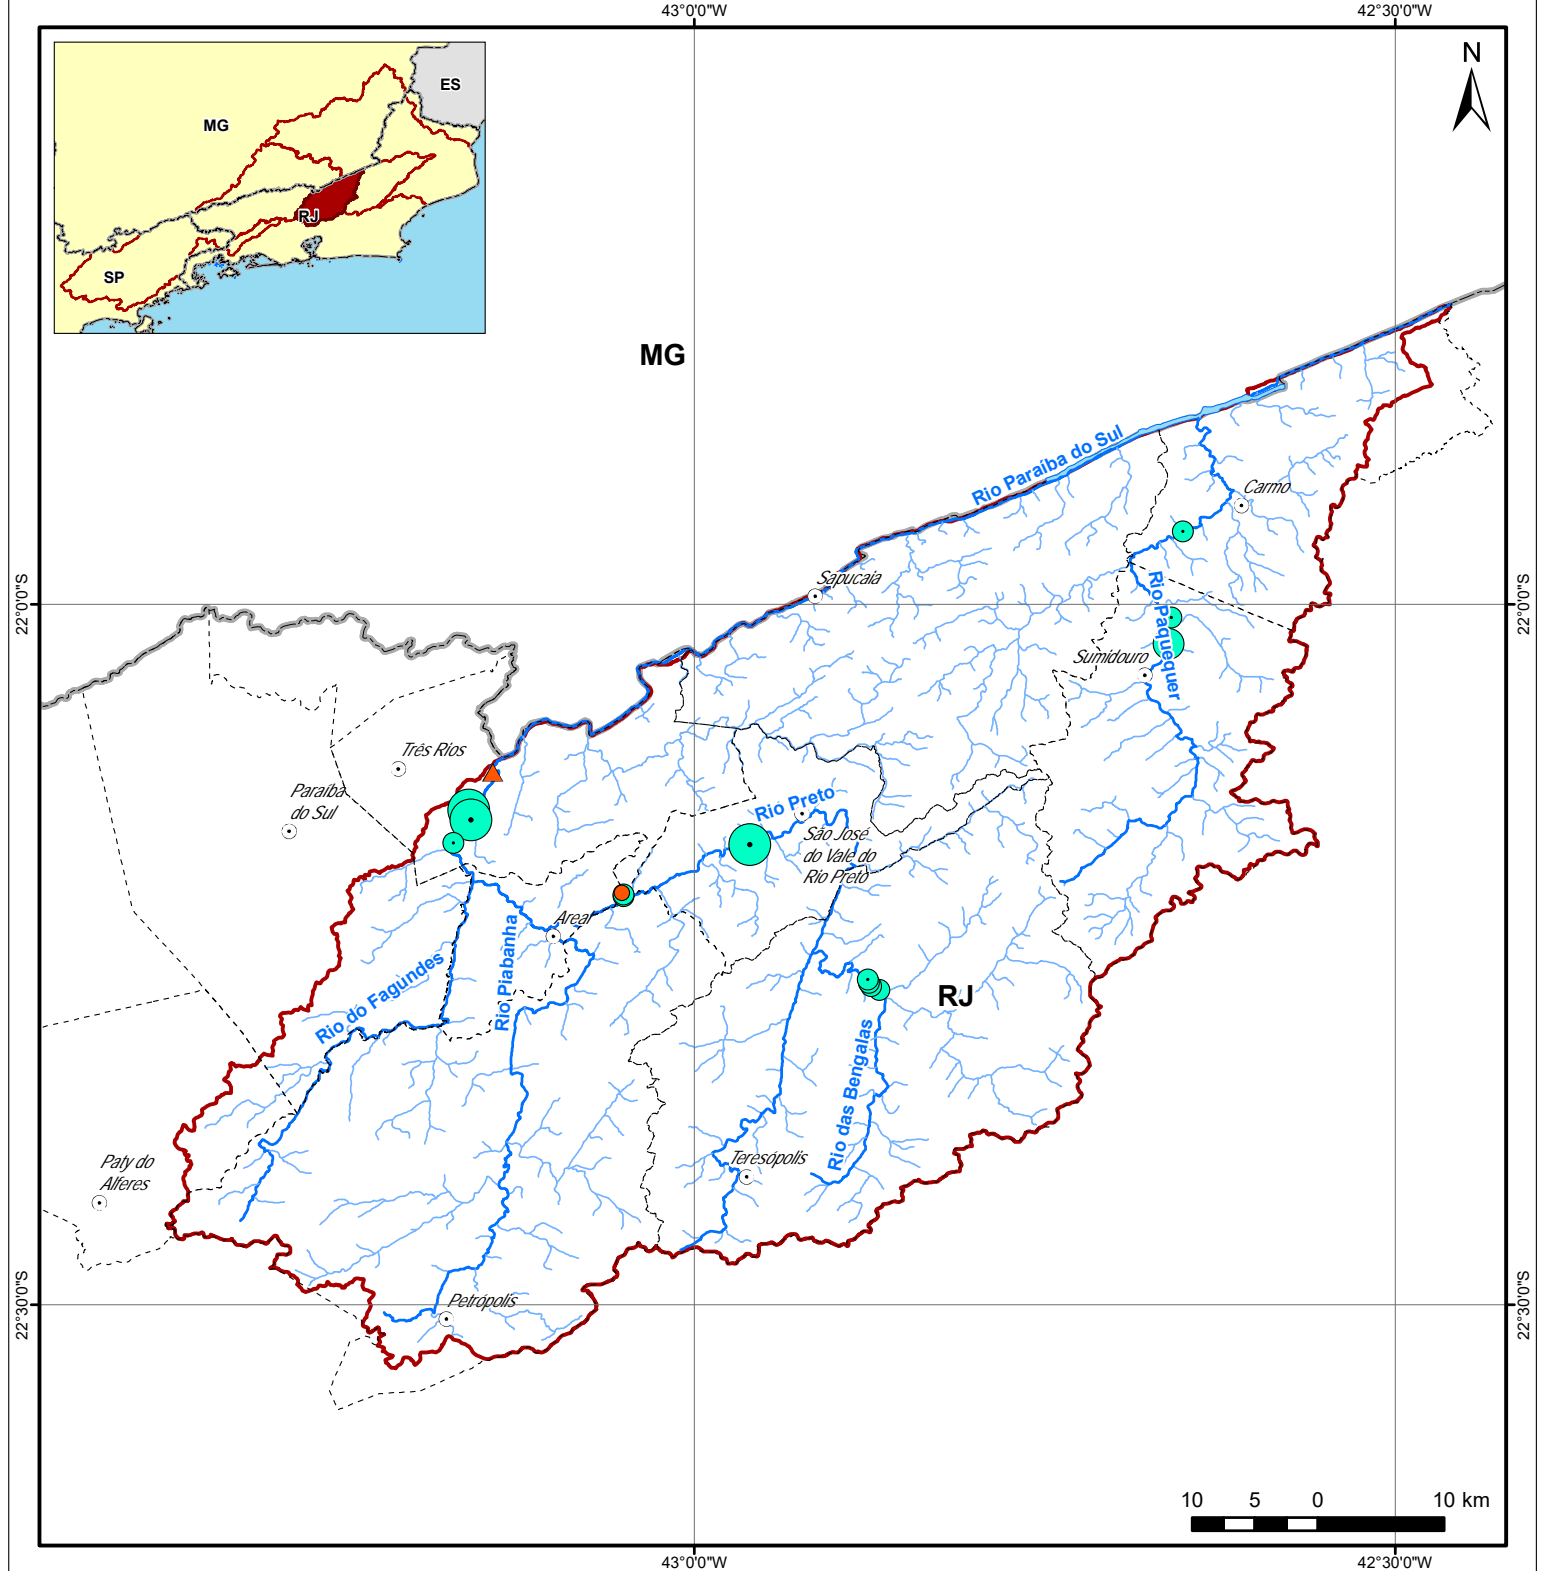 43°0'0"W
42°30'0"W
N
ES
MG
RJ
SP
MG
Rio Paraíba do Sul
Carmo
Sapucaia
22°0'0"S
22°0'0"S
Rio Paquequer
Sumidouro
Três Rios
Paraíba
do Sul
Rio Preto
São José
do Vale do
Rio Preto
Areal
Rio Piabanha
Rio do Fagundes
RJ
Rio das Bengalas
Teresópolis
Paty do
Alferes
Petrópolis
22°30'0"S
22°30'0"S
10 5 0 10 km
43°0'0"W
42°30'0"W